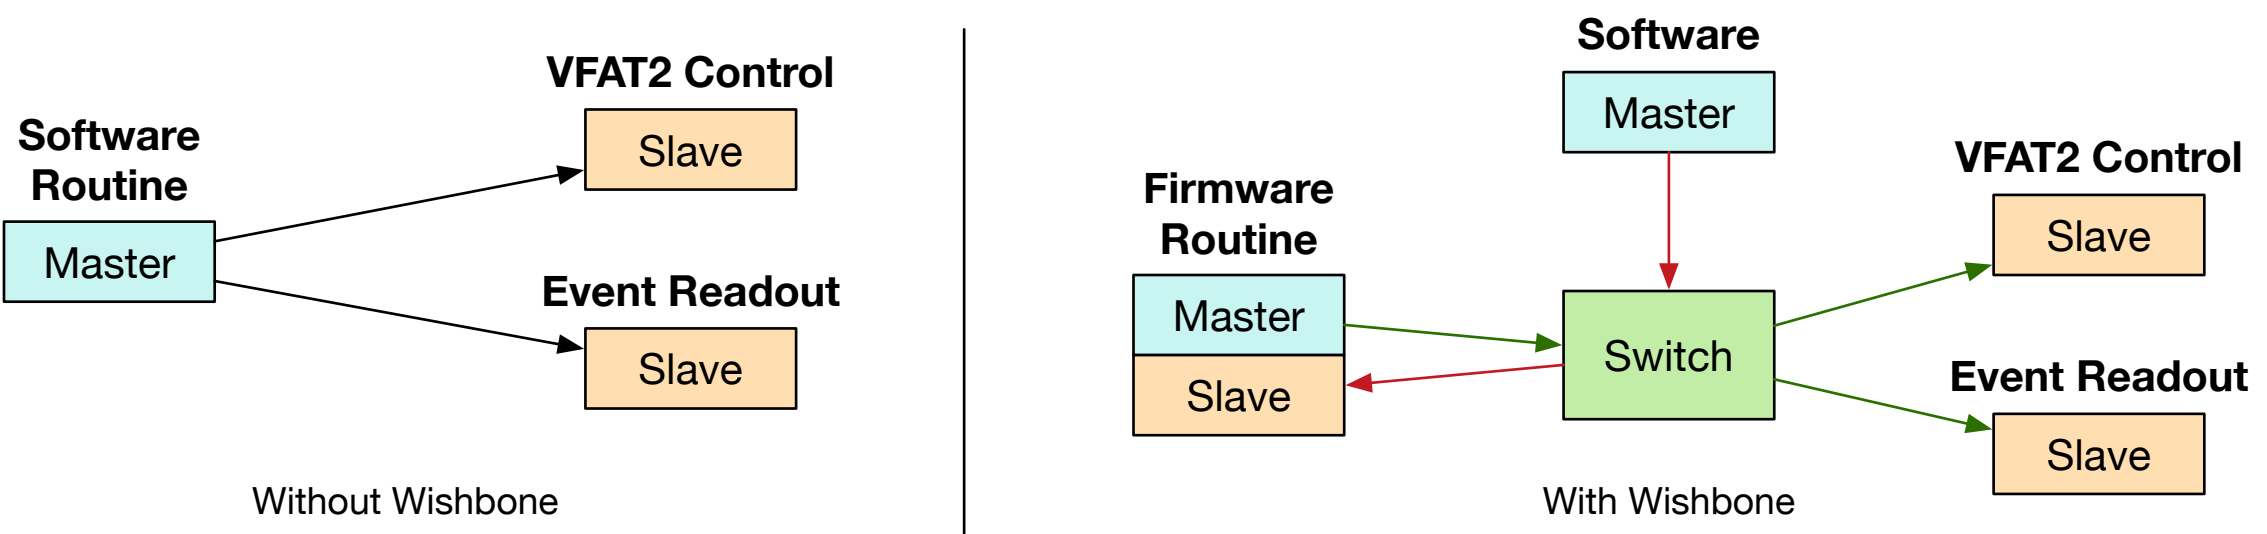 Software
Routine
Master
VFAT2 Control
Slave
Event Readout
Slave
Without Wishbone
Software
Master
Firmware
Routine
Master
Slave
Switch
VFAT2 Control
Slave
Event Readout
Slave
With Wishbone